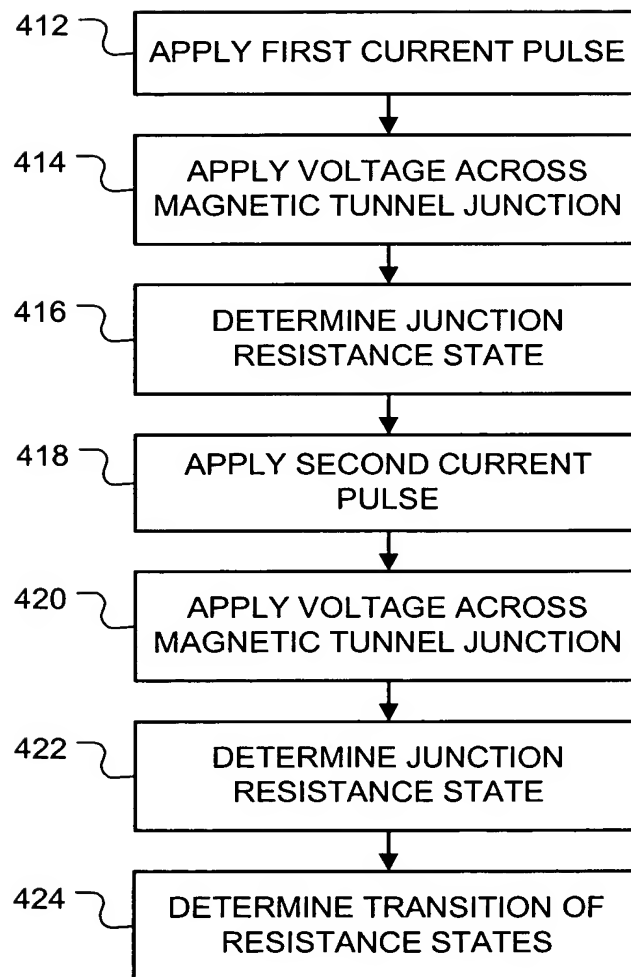 412
APPLY FIRST CURRENT PULSE
414
APPLY VOLTAGE ACROSS
MAGNETIC TUNNEL JUNCTION
416
DETERMINE JUNCTION
RESISTANCE STATE
418
APPLY SECOND CURRENT
PULSE
420
APPLY VOLTAGE ACROSS
MAGNETIC TUNNEL JUNCTION
422
DETERMINE JUNCTION
RESISTANCE STATE
424
DETERMINE TRANSITION OF
RESISTANCE STATES